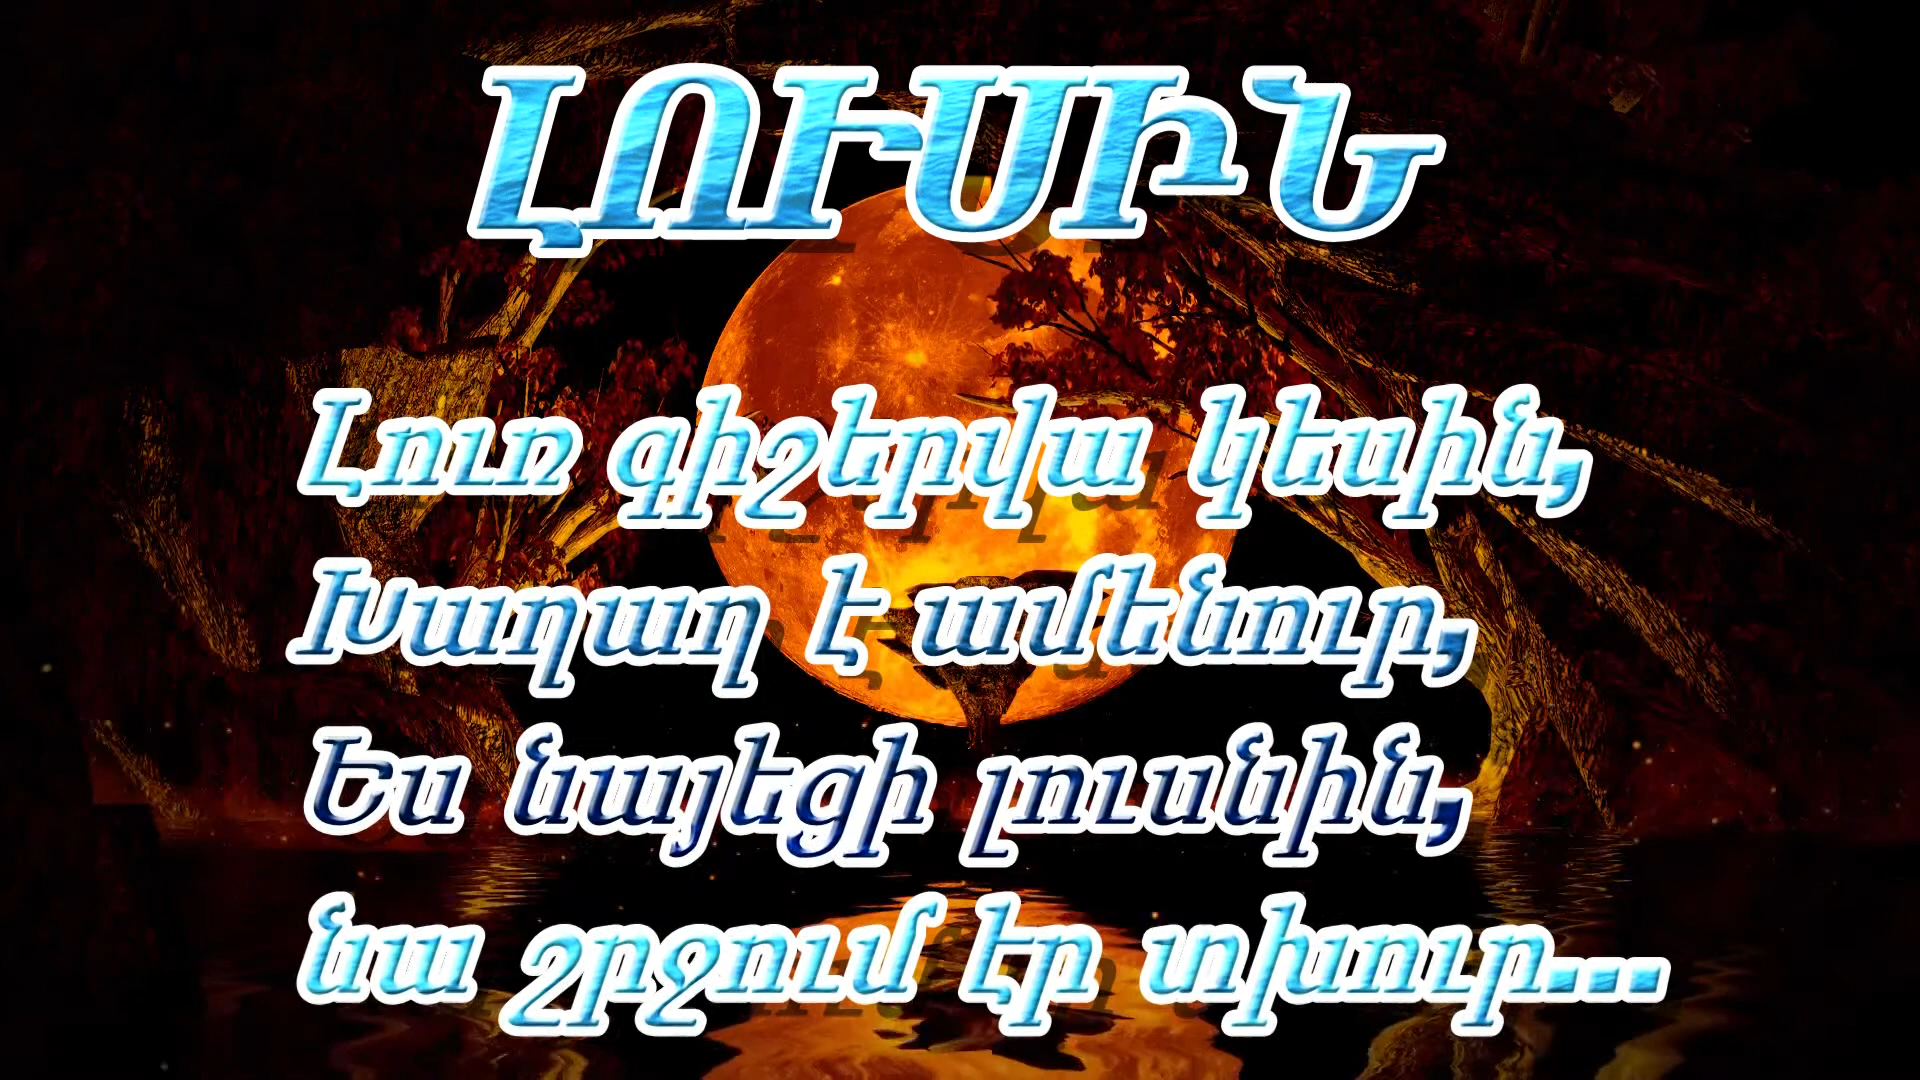 ԼՈՒՍԻՆ
Լուռ գիշերվա կեսին,
Խաղաղ է ամենուր,
Ես նայեցի լուսնին,
նա շրջում էր տխուր...